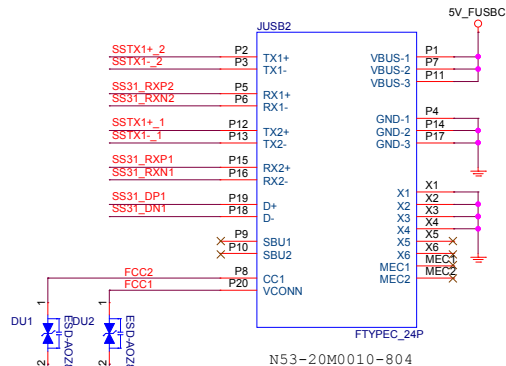 5V_FUSBC
JUSB2
SSTX1+_2 P2 TX1+ VBUS-1 P1
SSTX1-_2 P3 TX1- VBUS-2 P7
VBUS-3 P11
SS31_RXP2 P5 RX1+
SS31_RXN2 P6 RX1-
GND-1 P4
SSTX1+_1 P12 TX2+ GND-2 P14
SSTX1-_1 P13 TX2- GND-3 P17
SS31_RXP1 P15 RX2+
SS31_RXN1 P16 RX2-
X1 X1
SS31_DP1 P19 D+ X2 X2
SS31_DN1 P18 D- X3 X3
X4 X4
P9 SBU1 X5 X5
P10 SBU2 X6 X6
MEC1 MEC1
FCC2 P8 CC1 MEC2 MEC2
FCC1 P20 VCONN
1 1
DU1 ESD-AOZ DU2 ESD-AOZ
2 2
FTYPEC_24P
N53-20M0010-804